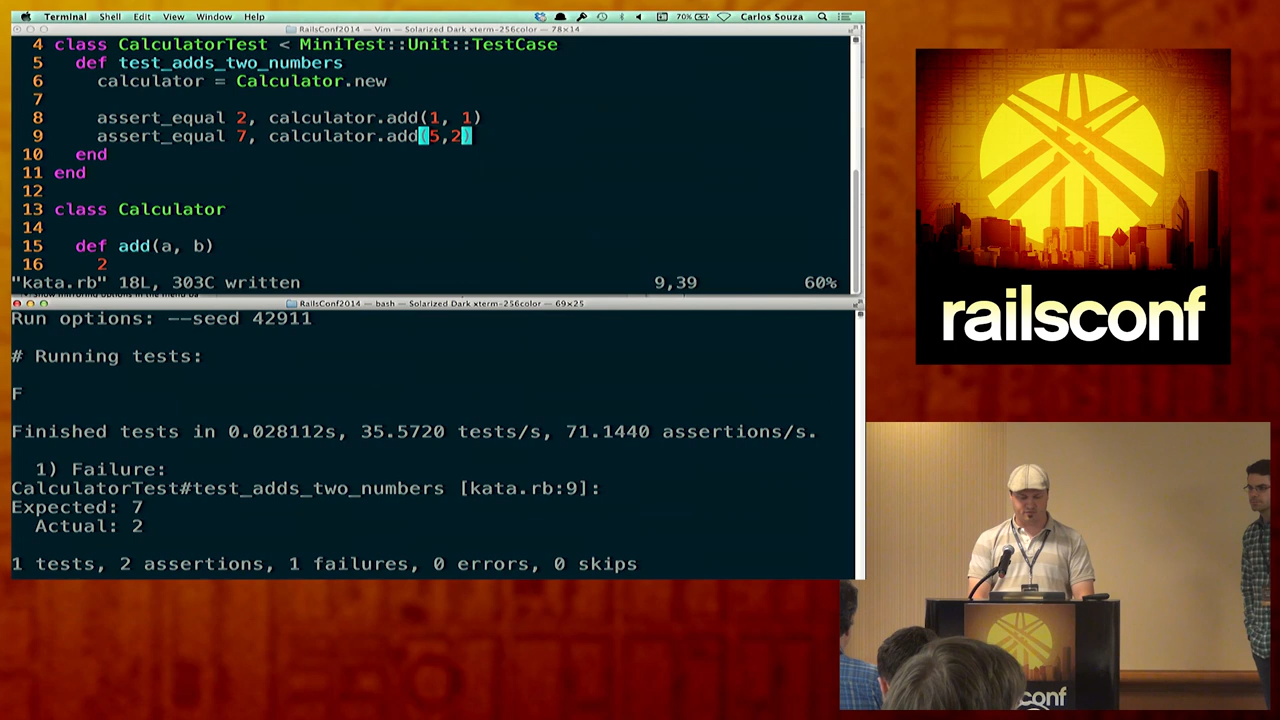 Terminal Shell Edit View Window Help 70% Carlos Souza
RailsConf2014 — Vim — Solarized Dark xterm-256color — 78×14
4 class CalculatorTest < MiniTest::Unit::TestCase
5 def test_adds_two_numbers
6 calculator = Calculator.new
7
8 assert_equal 2, calculator.add(1, 1)
9 assert_equal 7, calculator.add(5,2)
10 end
11 end
12
13 class Calculator
14
15 def add(a, b)
16 2
"kata.rb" 18L, 303C written 9,39 60%
RailsConf2014 — bash — Solarized Dark xterm-256color — 69×25
Run options: --seed 42911
# Running tests:
F
Finished tests in 0.028112s, 35.5720 tests/s, 71.1440 assertions/s.
1) Failure:
CalculatorTest#test_adds_two_numbers [kata.rb:9]:
Expected: 7
Actual: 2
1 tests, 2 assertions, 1 failures, 0 errors, 0 skips
railsconf